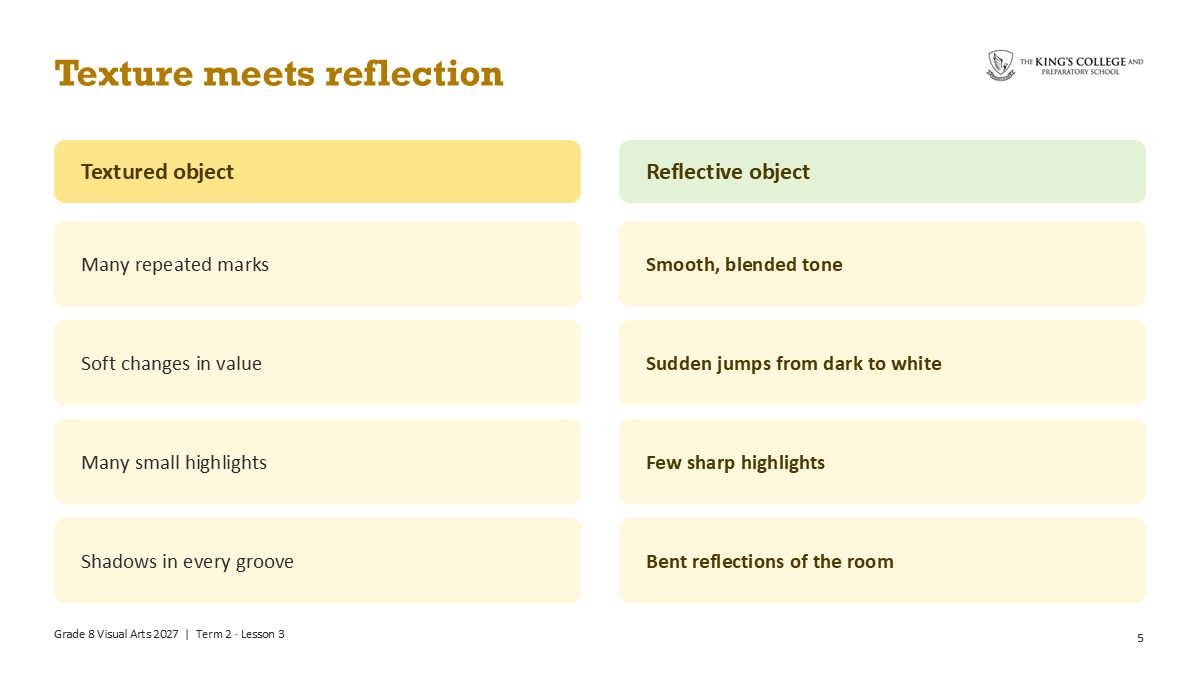 Texture meets reflection
THE KING'S COLLEGE AND
PREPARATORY SCHOOL
Textured object
Reflective object
Many repeated marks
Smooth, blended tone
Soft changes in value
Sudden jumps from dark to white
Many small highlights
Few sharp highlights
Shadows in every groove
Bent reflections of the room
Grade 8 Visual Arts 2027 | Term 2 · Lesson 3
5